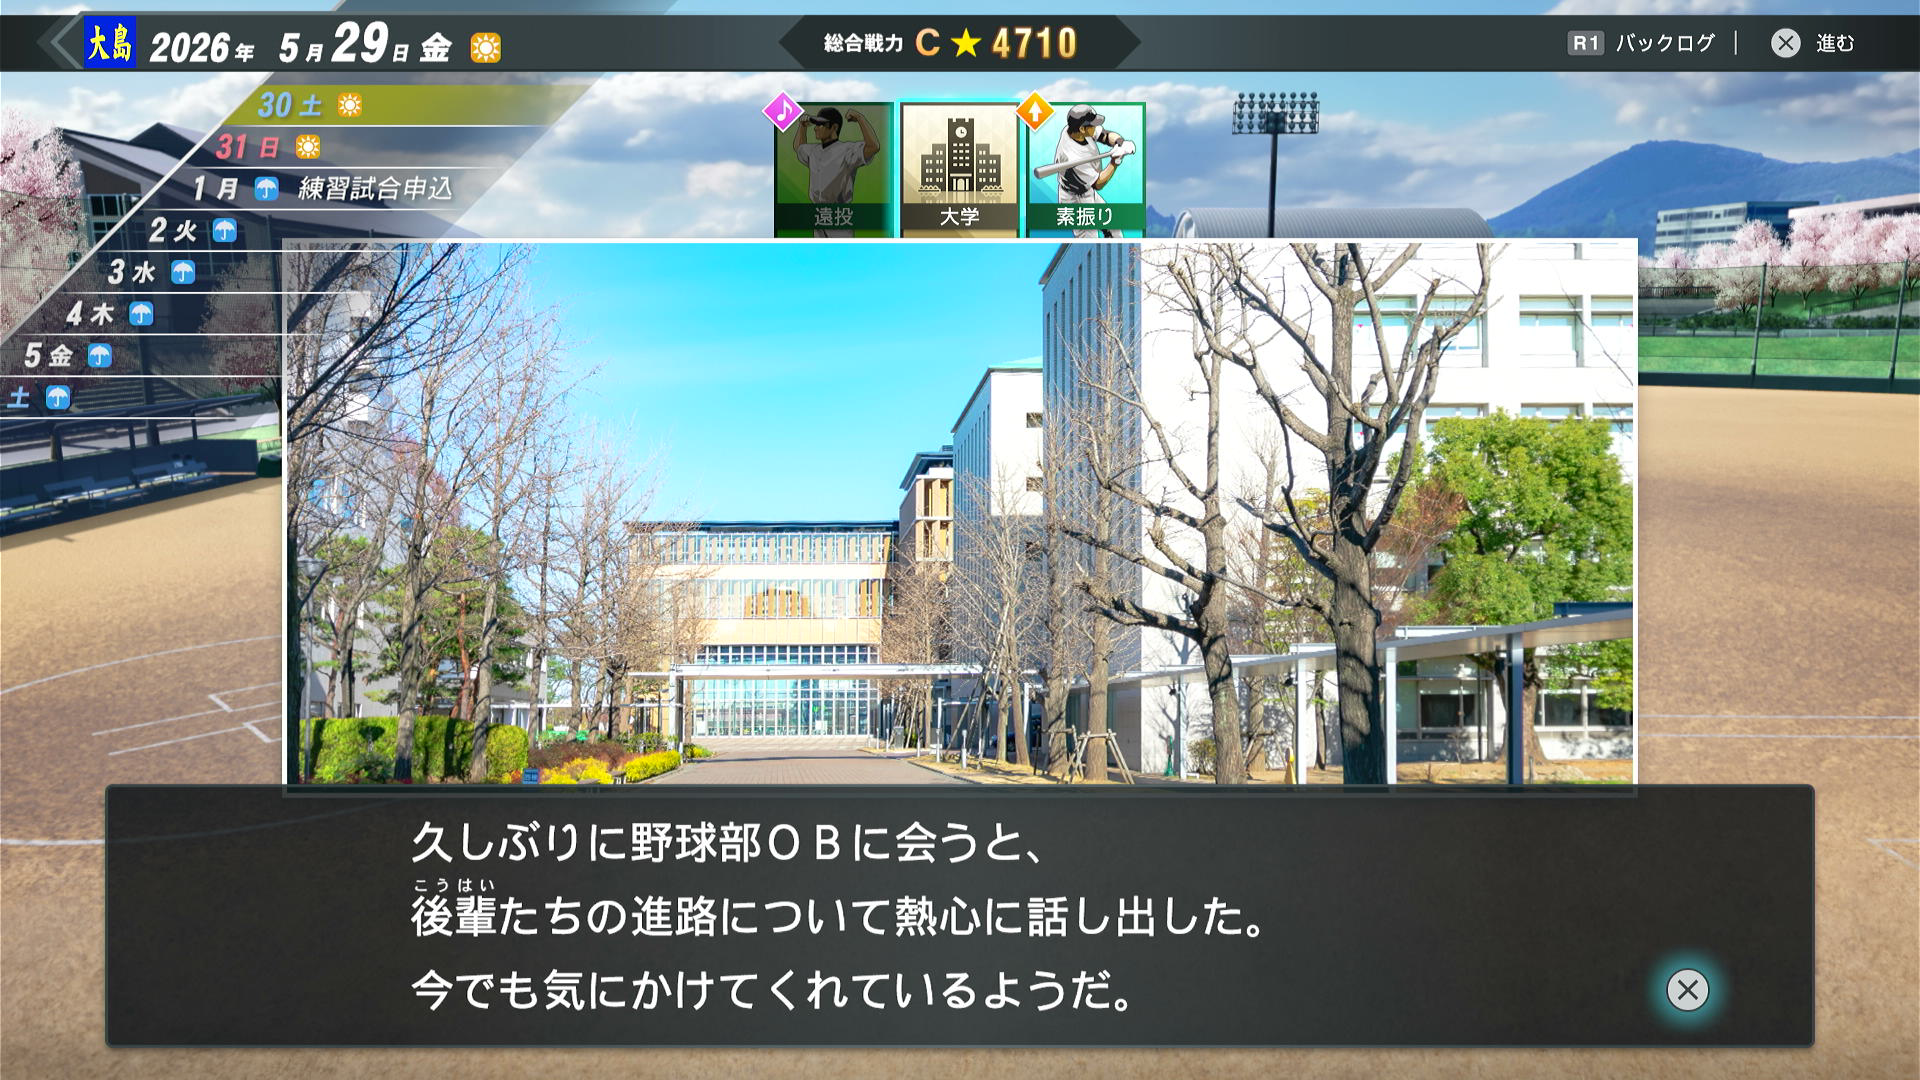 大島 2026年 5月29日 金
総合戦力 C ★ 4710
R1 バックログ | ⊗ 進む
30 土
31 日
1 月 練習試合申込
2 火
3 水
4 木
5 金
土
遠投
大学
素振り
久しぶりに野球部ＯＢに会うと、
こうはい
後輩たちの進路について熱心に話し出した。
今でも気にかけてくれているようだ。